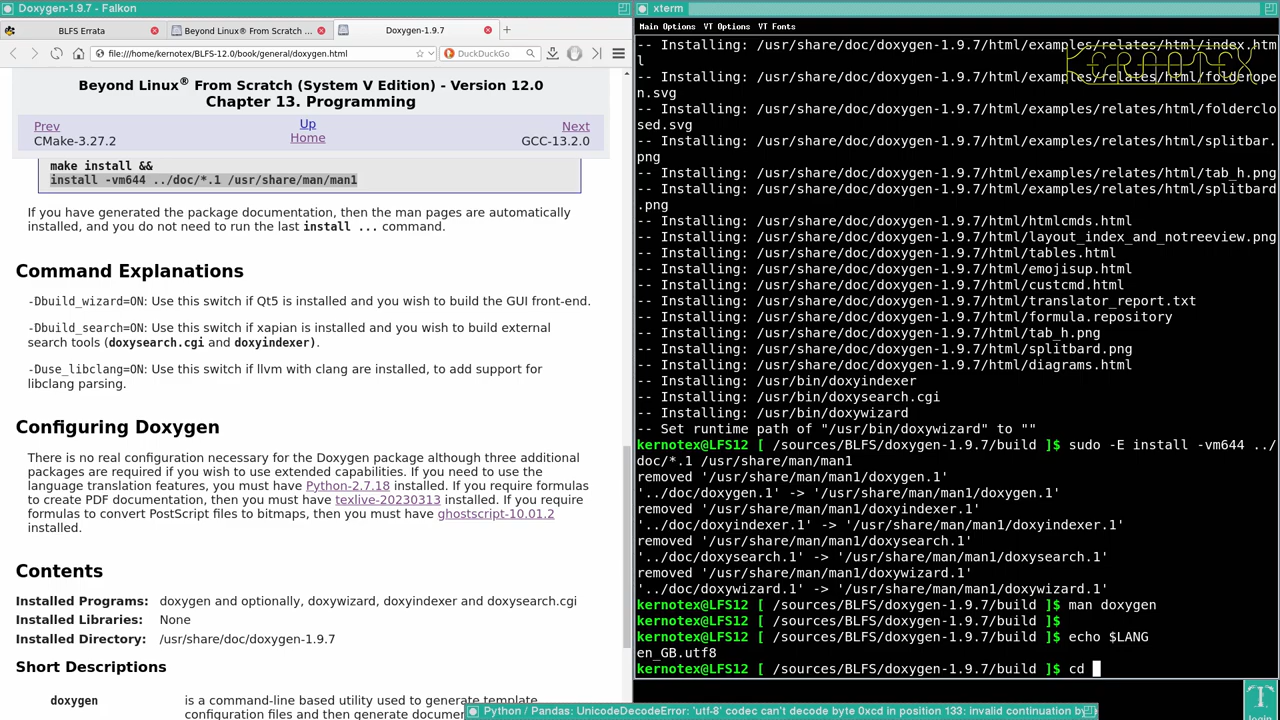 Doxygen-1.9.7 - Falkon
BLFS Errata
Beyond Linux® From Scratch ...
Doxygen-1.9.7
file:///home/kernotex/BLFS-12.0/book/general/doxygen.html
DuckDuckGo
Beyond Linux® From Scratch (System V Edition) - Version 12.0
Chapter 13. Programming
Prev
Up
Next
CMake-3.27.2
Home
GCC-13.2.0
make install &&
install -vm644 ../doc/*.1 /usr/share/man/man1
If you have generated the package documentation, then the man pages are automatically
installed, and you do not need to run the last install ... command.
Command Explanations
-Dbuild_wizard=ON: Use this switch if Qt5 is installed and you wish to build the GUI front-end.
-Dbuild_search=ON: Use this switch if xapian is installed and you wish to build external
search tools (doxysearch.cgi and doxyindexer).
-Duse_libclang=ON: Use this switch if llvm with clang are installed, to add support for
libclang parsing.
Configuring Doxygen
There is no real configuration necessary for the Doxygen package although three additional
packages are required if you wish to use extended capabilities. If you need to use the
language translation features, you must have Python-2.7.18 installed. If you require formulas
to create PDF documentation, then you must have texlive-20230313 installed. If you require
formulas to convert PostScript files to bitmaps, then you must have ghostscript-10.01.2
installed.
Contents
Installed Programs: doxygen and optionally, doxywizard, doxyindexer and doxysearch.cgi
Installed Libraries: None
Installed Directory: /usr/share/doc/doxygen-1.9.7
Short Descriptions
doxygen is a command-line based utility used to generate template
configuration files and then generate
xterm
Main Options VT Options VT Fonts
KERNOTEX
-- Installing: /usr/share/doc/doxygen-1.9.7/html/examples/relates/html/index.htm
l
-- Installing: /usr/share/doc/doxygen-1.9.7/html/examples/relates/html/folderope
n.svg
-- Installing: /usr/share/doc/doxygen-1.9.7/html/examples/relates/html/folderclo
sed.svg
-- Installing: /usr/share/doc/doxygen-1.9.7/html/examples/relates/html/splitbar.
png
-- Installing: /usr/share/doc/doxygen-1.9.7/html/examples/relates/html/tab_h.png
-- Installing: /usr/share/doc/doxygen-1.9.7/html/examples/relates/html/splitbard
.png
-- Installing: /usr/share/doc/doxygen-1.9.7/html/htmlcmds.html
-- Installing: /usr/share/doc/doxygen-1.9.7/html/layout_index_and_notreeview.png
-- Installing: /usr/share/doc/doxygen-1.9.7/html/tables.html
-- Installing: /usr/share/doc/doxygen-1.9.7/html/emojisup.html
-- Installing: /usr/share/doc/doxygen-1.9.7/html/custcmd.html
-- Installing: /usr/share/doc/doxygen-1.9.7/html/translator_report.txt
-- Installing: /usr/share/doc/doxygen-1.9.7/html/formula.repository
-- Installing: /usr/share/doc/doxygen-1.9.7/html/tab_h.png
-- Installing: /usr/share/doc/doxygen-1.9.7/html/splitbard.png
-- Installing: /usr/share/doc/doxygen-1.9.7/html/diagrams.html
-- Installing: /usr/bin/doxyindexer
-- Installing: /usr/bin/doxysearch.cgi
-- Installing: /usr/bin/doxywizard
-- Set runtime path of "/usr/bin/doxywizard" to ""
kernotex@LFS12 [ /sources/BLFS/doxygen-1.9.7/build ]$ sudo -E install -vm644 ../
doc/*.1 /usr/share/man/man1
removed '/usr/share/man/man1/doxygen.1'
'../doc/doxygen.1' -> '/usr/share/man/man1/doxygen.1'
removed '/usr/share/man/man1/doxyindexer.1'
'../doc/doxyindexer.1' -> '/usr/share/man/man1/doxyindexer.1'
removed '/usr/share/man/man1/doxysearch.1'
'../doc/doxysearch.1' -> '/usr/share/man/man1/doxysearch.1'
removed '/usr/share/man/man1/doxywizard.1'
'../doc/doxywizard.1' -> '/usr/share/man/man1/doxywizard.1'
kernotex@LFS12 [ /sources/BLFS/doxygen-1.9.7/build ]$ man doxygen
kernotex@LFS12 [ /sources/BLFS/doxygen-1.9.7/build ]$
kernotex@LFS12 [ /sources/BLFS/doxygen-1.9.7/build ]$ echo $LANG
en_GB.utf8
kernotex@LFS12 [ /sources/BLFS/doxygen-1.9.7/build ]$ cd
Python / Pandas: UnicodeDecodeError: 'utf-8' codec can't decode byte 0xcd in position 133: invalid continuation by
login